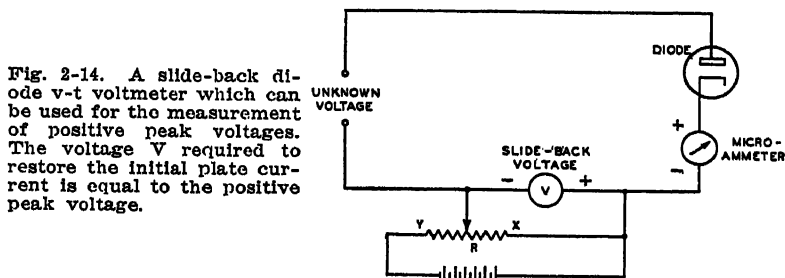 Fig. 2-14. A slide-back di-
ode v-t voltmeter which can
be used for the measurement
of positive peak voltages.
The voltage V required to
restore the initial plate cur-
rent is equal to the positive
peak voltage.
UNKNOWN
VOLTAGE
DIODE
+
MICRO-
AMMETER
-
SLIDE-BACK
VOLTAGE
- V +
Y X
R